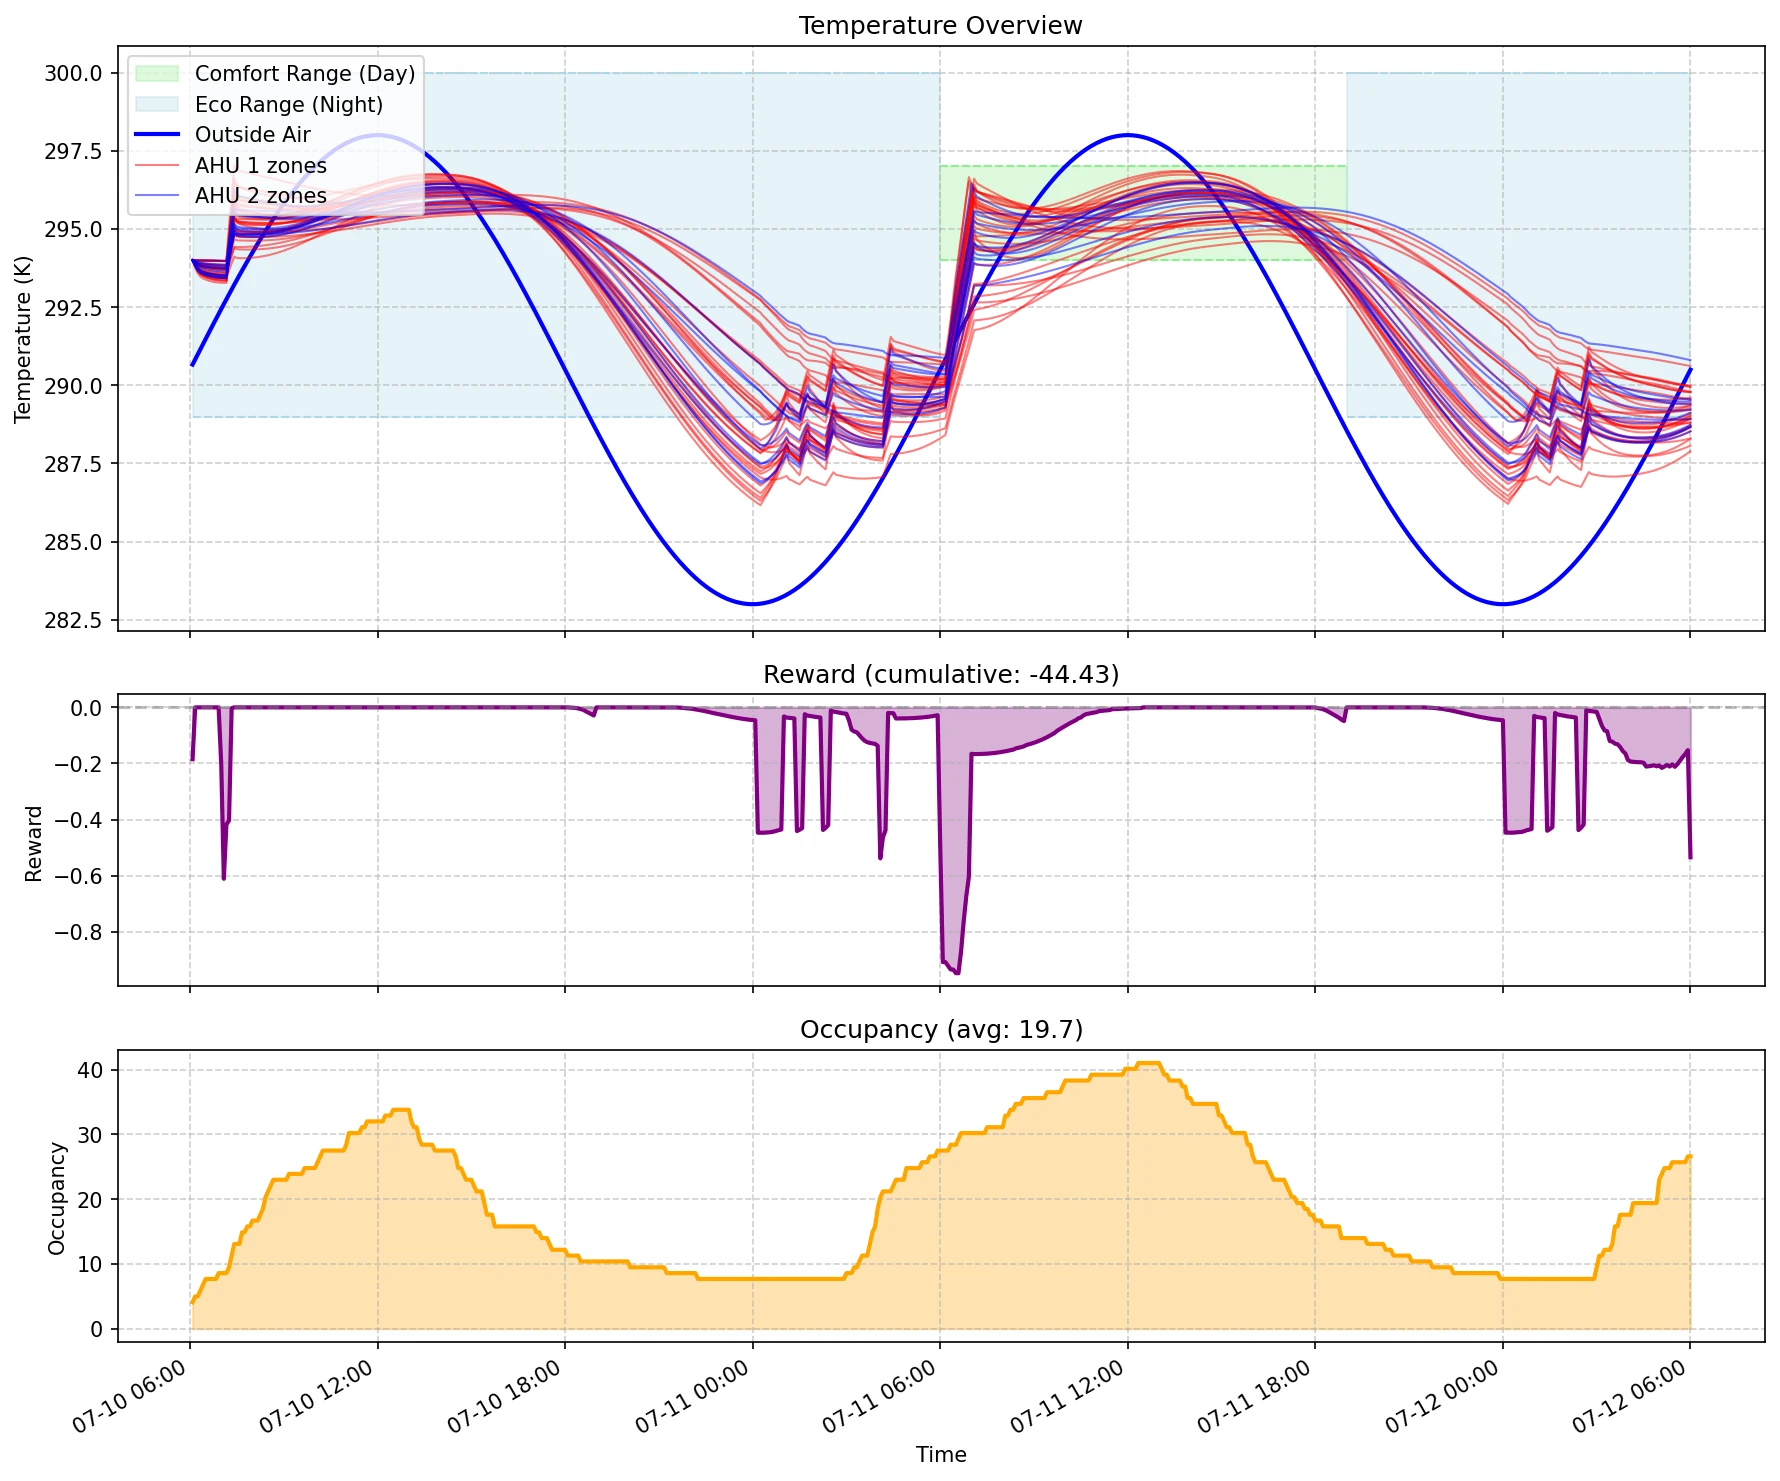 Temperature Overview
Temperature (K)
300.0
297.5
295.0
292.5
290.0
287.5
285.0
282.5
Comfort Range (Day)
Eco Range (Night)
Outside Air
AHU 1 zones
AHU 2 zones
Reward (cumulative: -44.43)
Reward
0.0
−0.2
−0.4
−0.6
−0.8
Occupancy (avg: 19.7)
Occupancy
40
30
20
10
0
07-10 06:00
07-10 12:00
07-10 18:00
07-11 00:00
07-11 06:00
07-11 12:00
07-11 18:00
07-12 00:00
07-12 06:00
Time